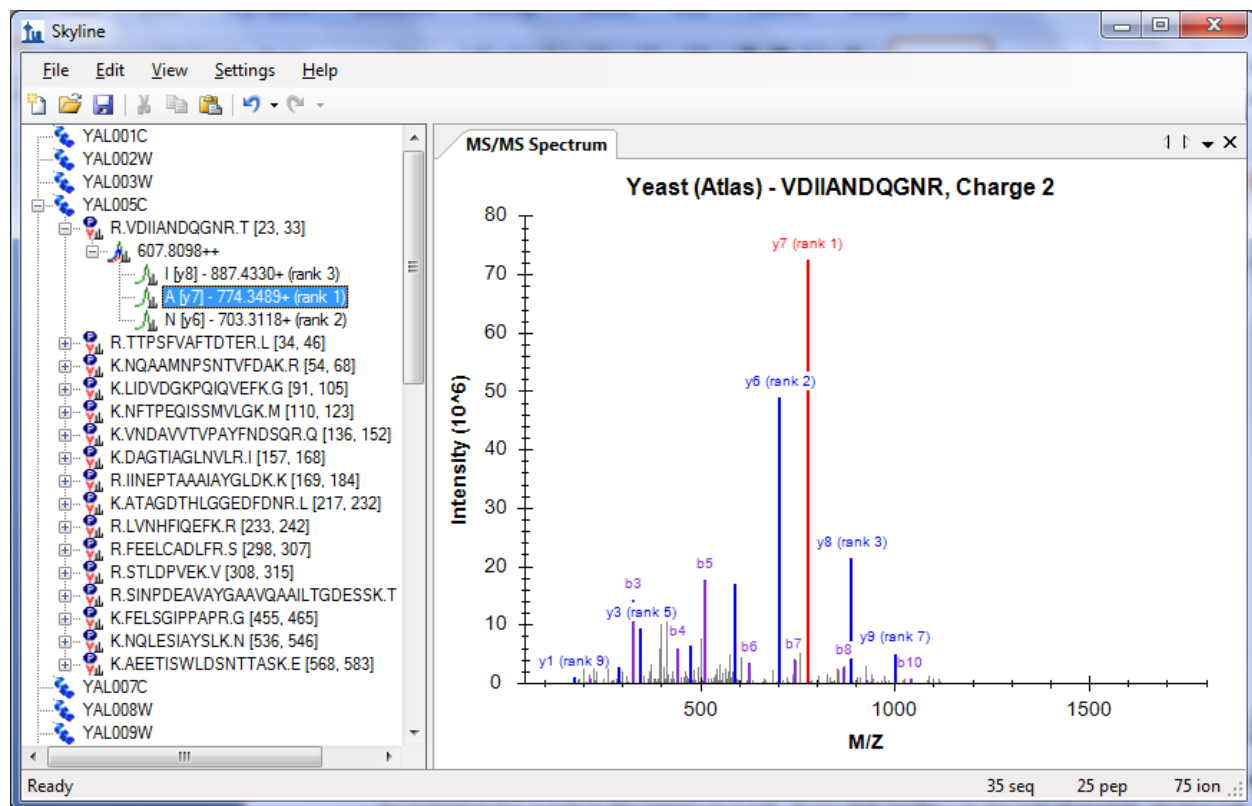 Skyline
File Edit View Settings Help
YAL001C
YAL002W
YAL003W
YAL005C
R.VDIIANDQGNR.T [23, 33]
607.8098++
I [y8] - 887.4330+ (rank 3)
A [y7] - 774.3489+ (rank 1)
N [y6] - 703.3118+ (rank 2)
R.TTPSFVAFTDTER.L [34, 46]
K.NQAAMNPSNTVFDAK.R [54, 68]
K.LIDVDGKPQIQVEFK.G [91, 105]
K.NFTPEQISSMVLGK.M [110, 123]
K.VNDAVVTVPAYFNDSQR.Q [136, 152]
K.DAGTIAGLNVLR.I [157, 168]
R.IINEPTAAAIAYGLDK.K [169, 184]
K.ATAGDTHLGGEDFDNR.L [217, 232]
R.LVNHFIQEFK.R [233, 242]
R.FEELCADLFR.S [298, 307]
R.STLDPVEK.V [308, 315]
R.SINPDEAVAYGAAVQAAILTGDESSK.T
K.FELSGIPPAPR.G [455, 465]
K.NQLESIAYSLK.N [536, 546]
K.AEETISWLDSNTTASK.E [568, 583]
YAL007C
YAL008W
YAL009W
MS/MS Spectrum
Yeast (Atlas) - VDIIANDQGNR, Charge 2
Intensity (10^6)
80
70
60
50
40
30
20
10
0
y7 (rank 1)
y6 (rank 2)
y8 (rank 3)
b5
b3
y3 (rank 5)
b4
b6
b7
b8
y9 (rank 7)
b10
y1 (rank 9)
500 1000 1500
M/Z
Ready 35 seq 25 pep 75 ion